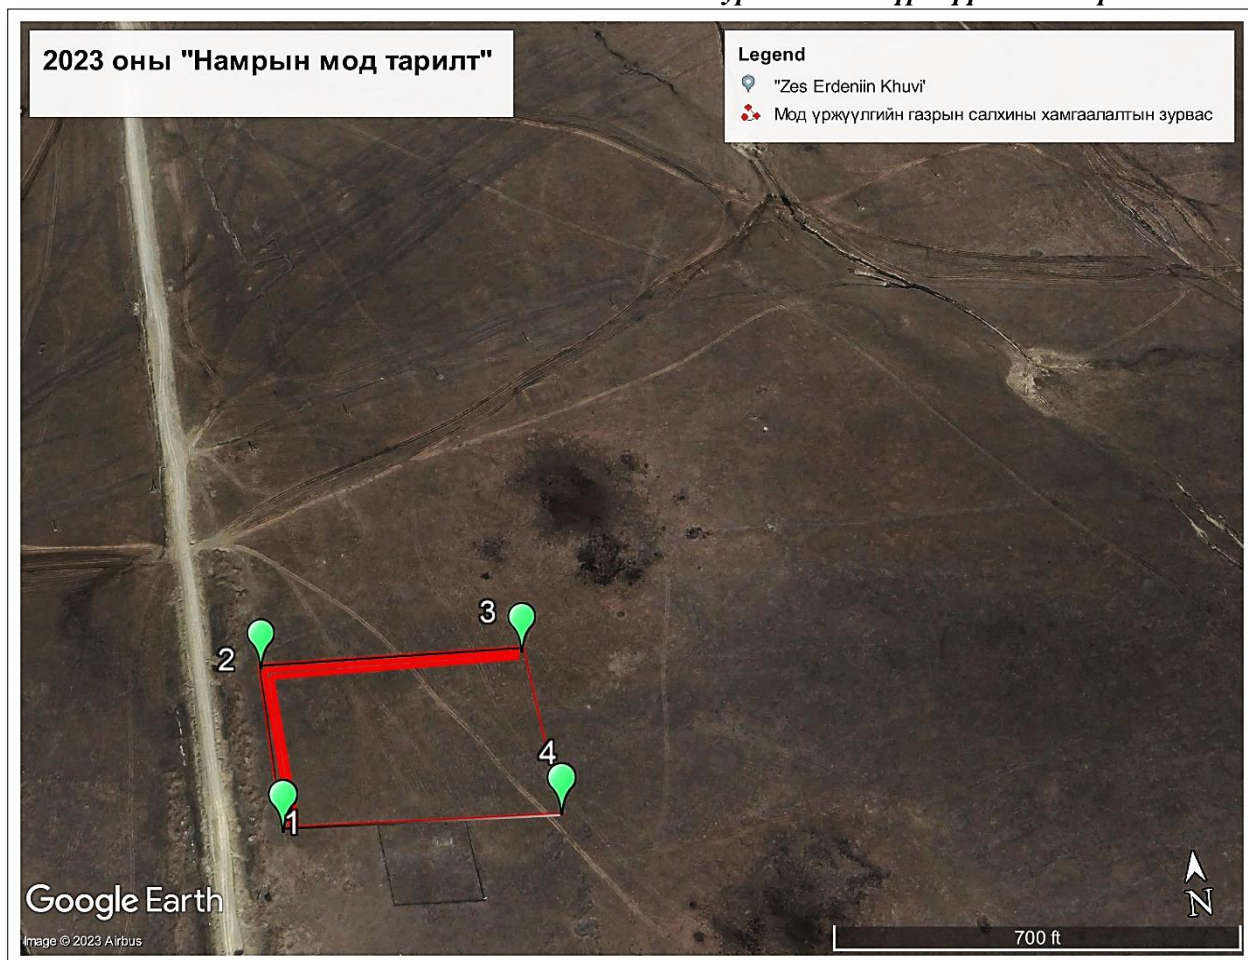 2023 оны "Намрын мод тарилт"
Legend
"Zes Erdeniin Khuvi'
Мод үржүүлгийн газрын салхины хамгаалалтын зурвас
3
2
4
1
Google Earth
Image © 2023 Airbus
N
700 ft